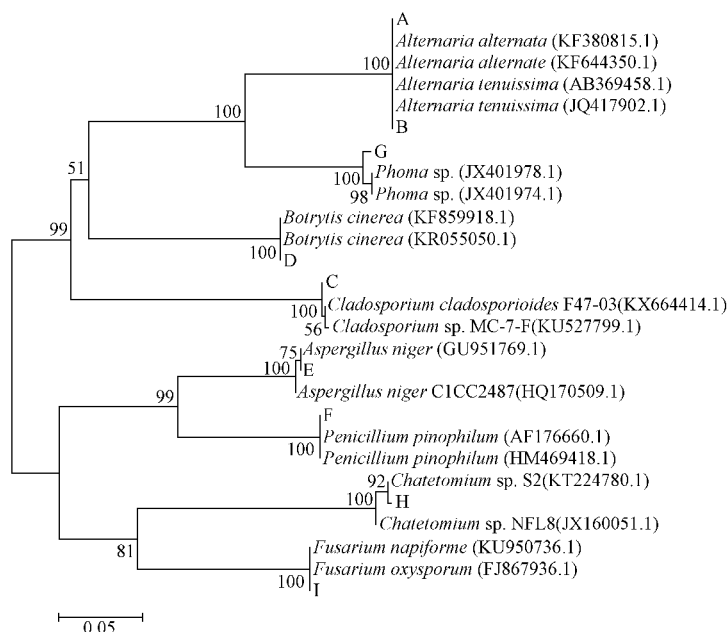 A
Alternaria alternata (KF380815.1)
Alternaria alternate (KF644350.1)
100
Alternaria tenuissima (AB369458.1)
Alternaria tenuissima (JQ417902.1)
100
B
G
51
Phoma sp. (JX401978.1)
100
Phoma sp. (JX401974.1)
98
Botrytis cinerea (KF859918.1)
99
Botrytis cinerea (KR055050.1)
100
D
C
Cladosporium cladosporioides F47-03(KX664414.1)
100
Cladosporium sp. MC-7-F(KU527799.1)
56
75
Aspergillus niger (GU951769.1)
100
E
Aspergillus niger C1CC2487(HQ170509.1)
99
F
Penicillium pinophilum (AF176660.1)
100
Penicillium pinophilum (HM469418.1)
92
Chatetomium sp. S2(KT224780.1)
100
H
Chatetomium sp. NFL8(JX160051.1)
81
Fusarium napiforme (KU950736.1)
Fusarium oxysporum (FJ867936.1)
100
I
0.05